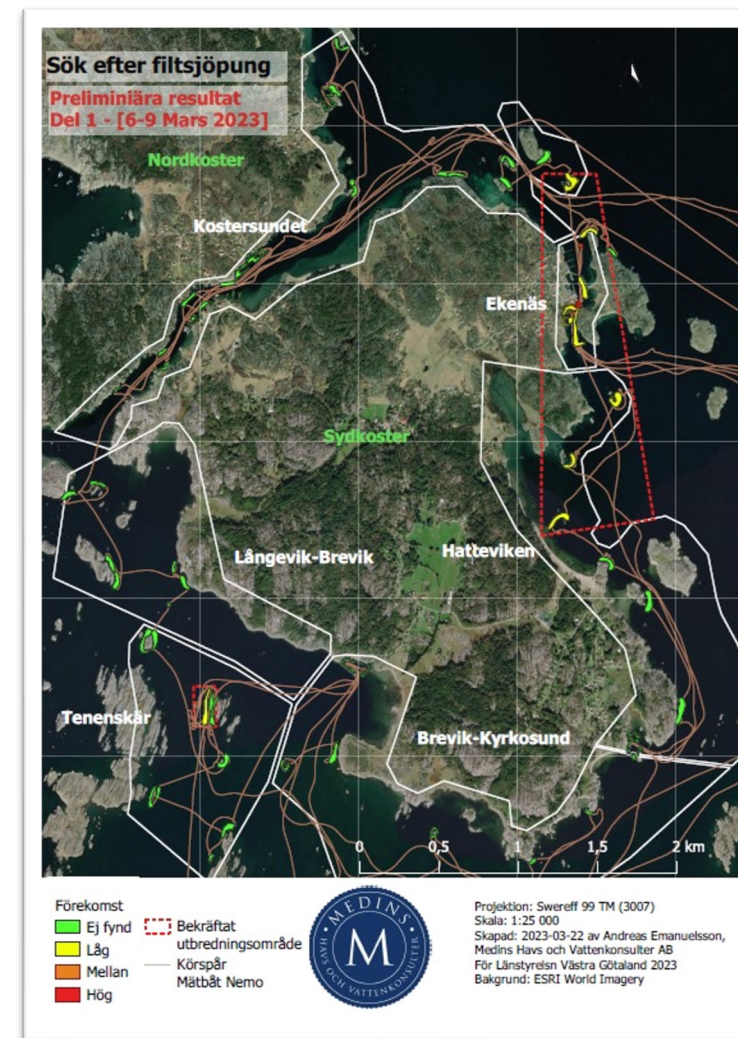 Sök efter filtsjöpung
Preliminiära resultat
Del 1 - [6-9 Mars 2023]
Nordkoster
Kostersundet
Ekenäs
Sydkoster
Långevik-Brevik
Hatteviken
Tenenskär
Brevik-Kyrkosund
0 0,5 1 1,5 2 km
Förekomst
Ej fynd
Låg
Mellan
Hög
Bekräftat
utbredningsområde
Körspår
Mätbåt Nemo
MEDINS
M
HAVS OCH VATTENKONSULTER
Projektion: Swereff 99 TM (3007)
Skala: 1:25 000
Skapad: 2023-03-22 av Andreas Emanuelsson,
Medins Havs och Vattenkonsulter AB
För Länstyrelsn Västra Götaland 2023
Bakgrund: ESRI World Imagery